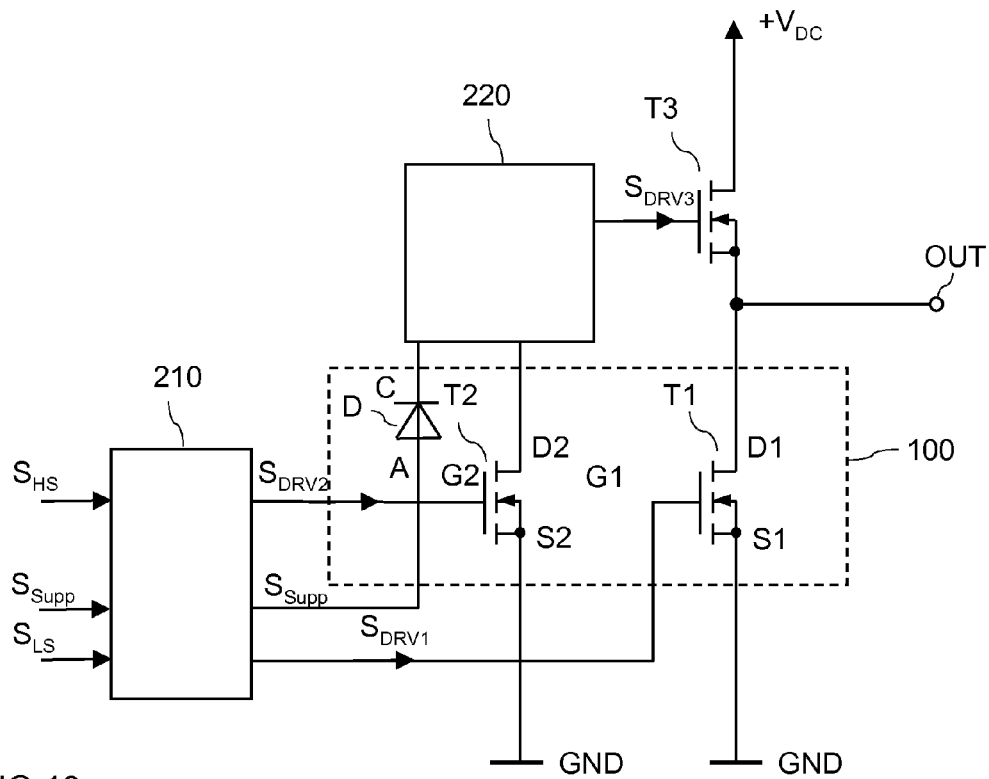 +V_DC
220
T3
S_DRV3
OUT
210
C
D
T2
T1
D2
D1
100
S_HS
S_DRV2
A
G2
G1
S2
S1
S_Supp
S_Supp
S_LS
S_DRV1
GND
GND